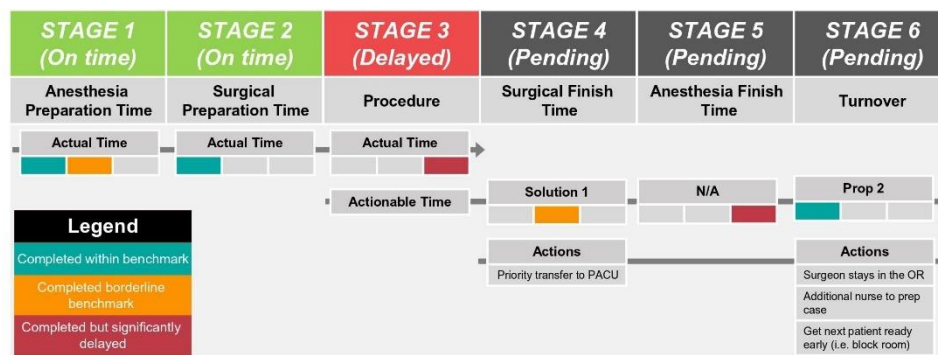 STAGE 1
(On time)
STAGE 2
(On time)
STAGE 3
(Delayed)
STAGE 4
(Pending)
STAGE 5
(Pending)
STAGE 6
(Pending)
Anesthesia
Preparation Time
Surgical
Preparation Time
Procedure
Surgical Finish
Time
Anesthesia Finish
Time
Turnover
Actual Time
Actual Time
Actual Time
Actionable Time
Solution 1
N/A
Prop 2
Legend
Completed within benchmark
Completed borderline
benchmark
Completed but significantly
delayed
Actions
Priority transfer to PACU
Actions
Surgeon stays in the OR
Additional nurse to prep
case
Get next patient ready
early (i.e. block room)